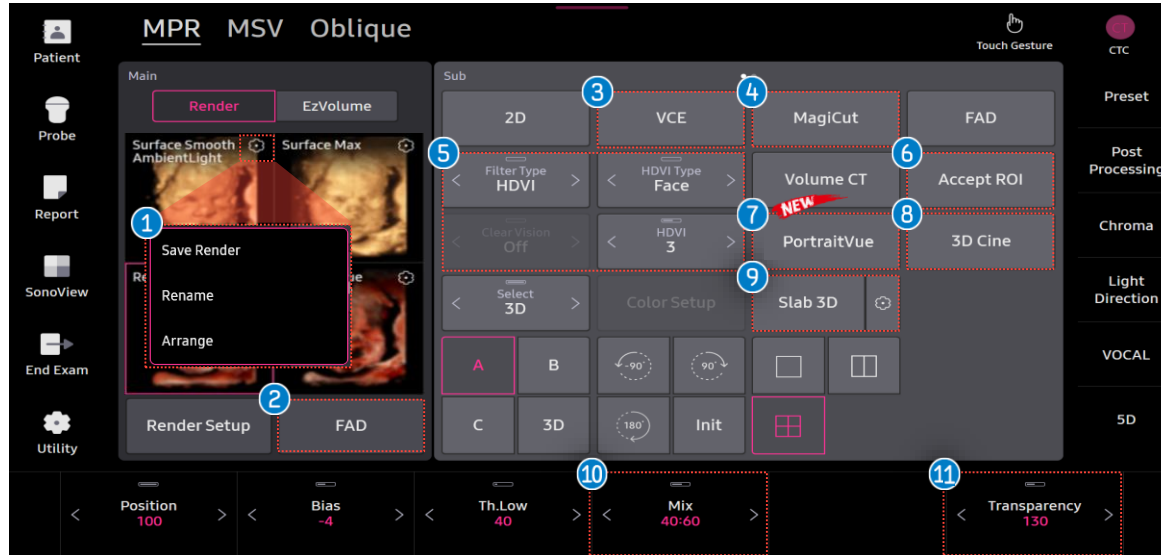 MPR MSV Oblique
Touch Gesture
CTC
Patient
Probe
Report
SonoView
End Exam
Utility
Main
Render EzVolume
Surface Smooth
AmbientLight
Surface Max
1
Save Render
Rename
Arrange
Re
ue
2
Render Setup FAD
Sub
2D
3
VCE
4
MagiCut
FAD
5
Filter Type
HDVI
HDVI Type
Face
Volume CT
6
Accept ROI
Clear Vision
Off
HDVI
3
NEW
7
PortraitVue
8
3D Cine
Select
3D
Color Setup
9
Slab 3D
A B -90° 90°
C 3D 180° Init
Preset
Post
Processing
Chroma
Light
Direction
VOCAL
5D
Position
100
Bias
-4
Th.Low
40
10
Mix
40:60
11
Transparency
130